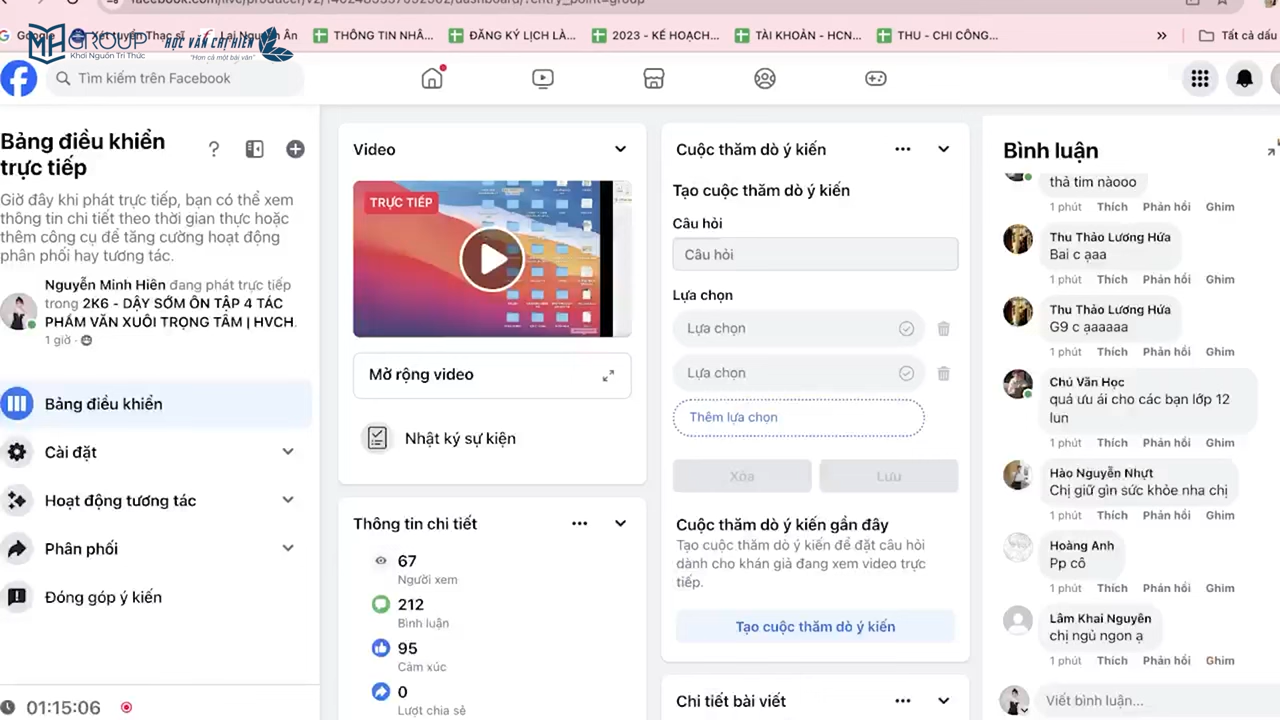 Google
Xét tuyển Thạc sĩ
Lại Nguyên Ân
THÔNG TIN NHÂ...
ĐĂNG KÝ LỊCH LÀ...
2023 - KẾ HOẠCH...
TÀI KHOẢN - HCN...
THU - CHI CÔNG...
»
Tất cả dấu
MH GROUP
Khơi Nguồn Tri Thức
HỌC VĂN CHỊ HIÊN
"Hơn cả một bài văn"
Tìm kiếm trên Facebook
Bảng điều khiển
trực tiếp
Giờ đây khi phát trực tiếp, bạn có thể xem
thông tin chi tiết theo thời gian thực hoặc
thêm công cụ để tăng cường hoạt động
phân phối hay tương tác.
Nguyễn Minh Hiên đang phát trực tiếp
trong 2K6 - DẬY SỚM ÔN TẬP 4 TÁC
PHẨM VĂN XUÔI TRỌNG TÂM | HVCH.
1 giờ ·
Bảng điều khiển
Cài đặt
Hoạt động tương tác
Phân phối
Đóng góp ý kiến
01:15:06
Video
TRỰC TIẾP
Mở rộng video
Nhật ký sự kiện
Thông tin chi tiết
67
Người xem
212
Bình luận
95
Cảm xúc
0
Lượt chia sẻ
Cuộc thăm dò ý kiến
Tạo cuộc thăm dò ý kiến
Câu hỏi
Câu hỏi
Lựa chọn
Lựa chọn
Lựa chọn
Thêm lựa chọn
Xóa
Lưu
Cuộc thăm dò ý kiến gần đây
Tạo cuộc thăm dò ý kiến để đặt câu hỏi
dành cho khán giả đang xem video trực
tiếp.
Tạo cuộc thăm dò ý kiến
Chi tiết bài viết
Bình luận
thả tim nàooo
1 phút Thích Phản hồi Ghim
Thu Thảo Lương Hứa
Bai c ạaa
1 phút Thích Phản hồi Ghim
Thu Thảo Lương Hứa
G9 c ạaaaaa
1 phút Thích Phản hồi Ghim
Chú Văn Học
quá ưu ái cho các bạn lớp 12
lun
1 phút Thích Phản hồi Ghim
Hào Nguyễn Nhựt
Chị giữ gìn sức khỏe nha chị
1 phút Thích Phản hồi Ghim
Hoàng Anh
Pp cô
1 phút Thích Phản hồi Ghim
Lâm Khai Nguyên
chị ngủ ngon ạ
1 phút Thích Phản hồi Ghim
Viết bình luận...